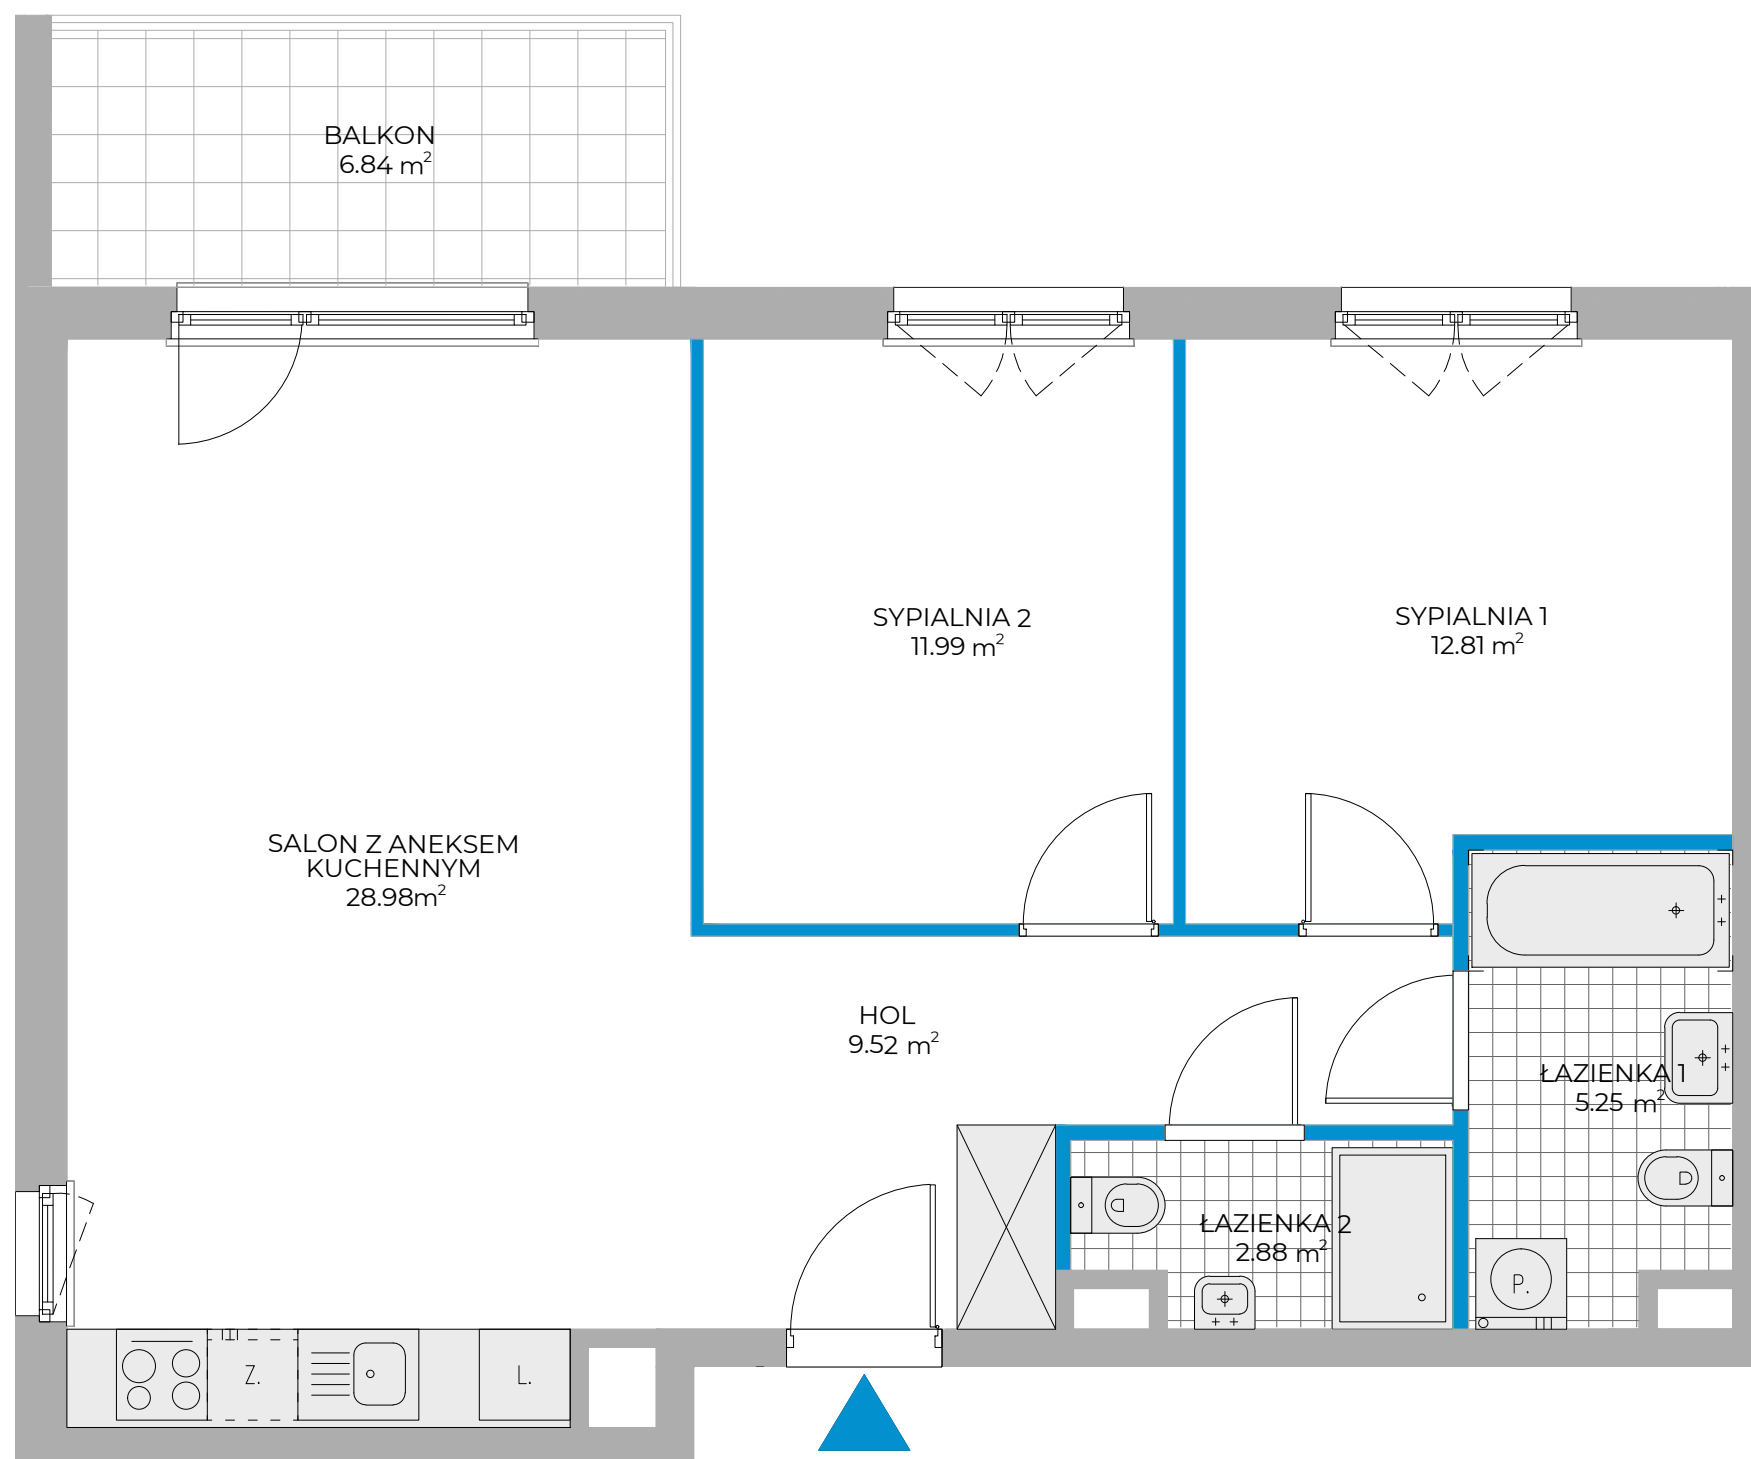 BALKON
6.84 m²
SYPIALNIA 2
11.99 m²
SYPIALNIA 1
12.81 m²
SALON Z ANEKSEM
KUCHENNYM
28.98m²
HOL
9.52 m²
ŁAZIENKA 1
5.25 m²
ŁAZIENKA 2
2.88 m²
P.
Z.
L.